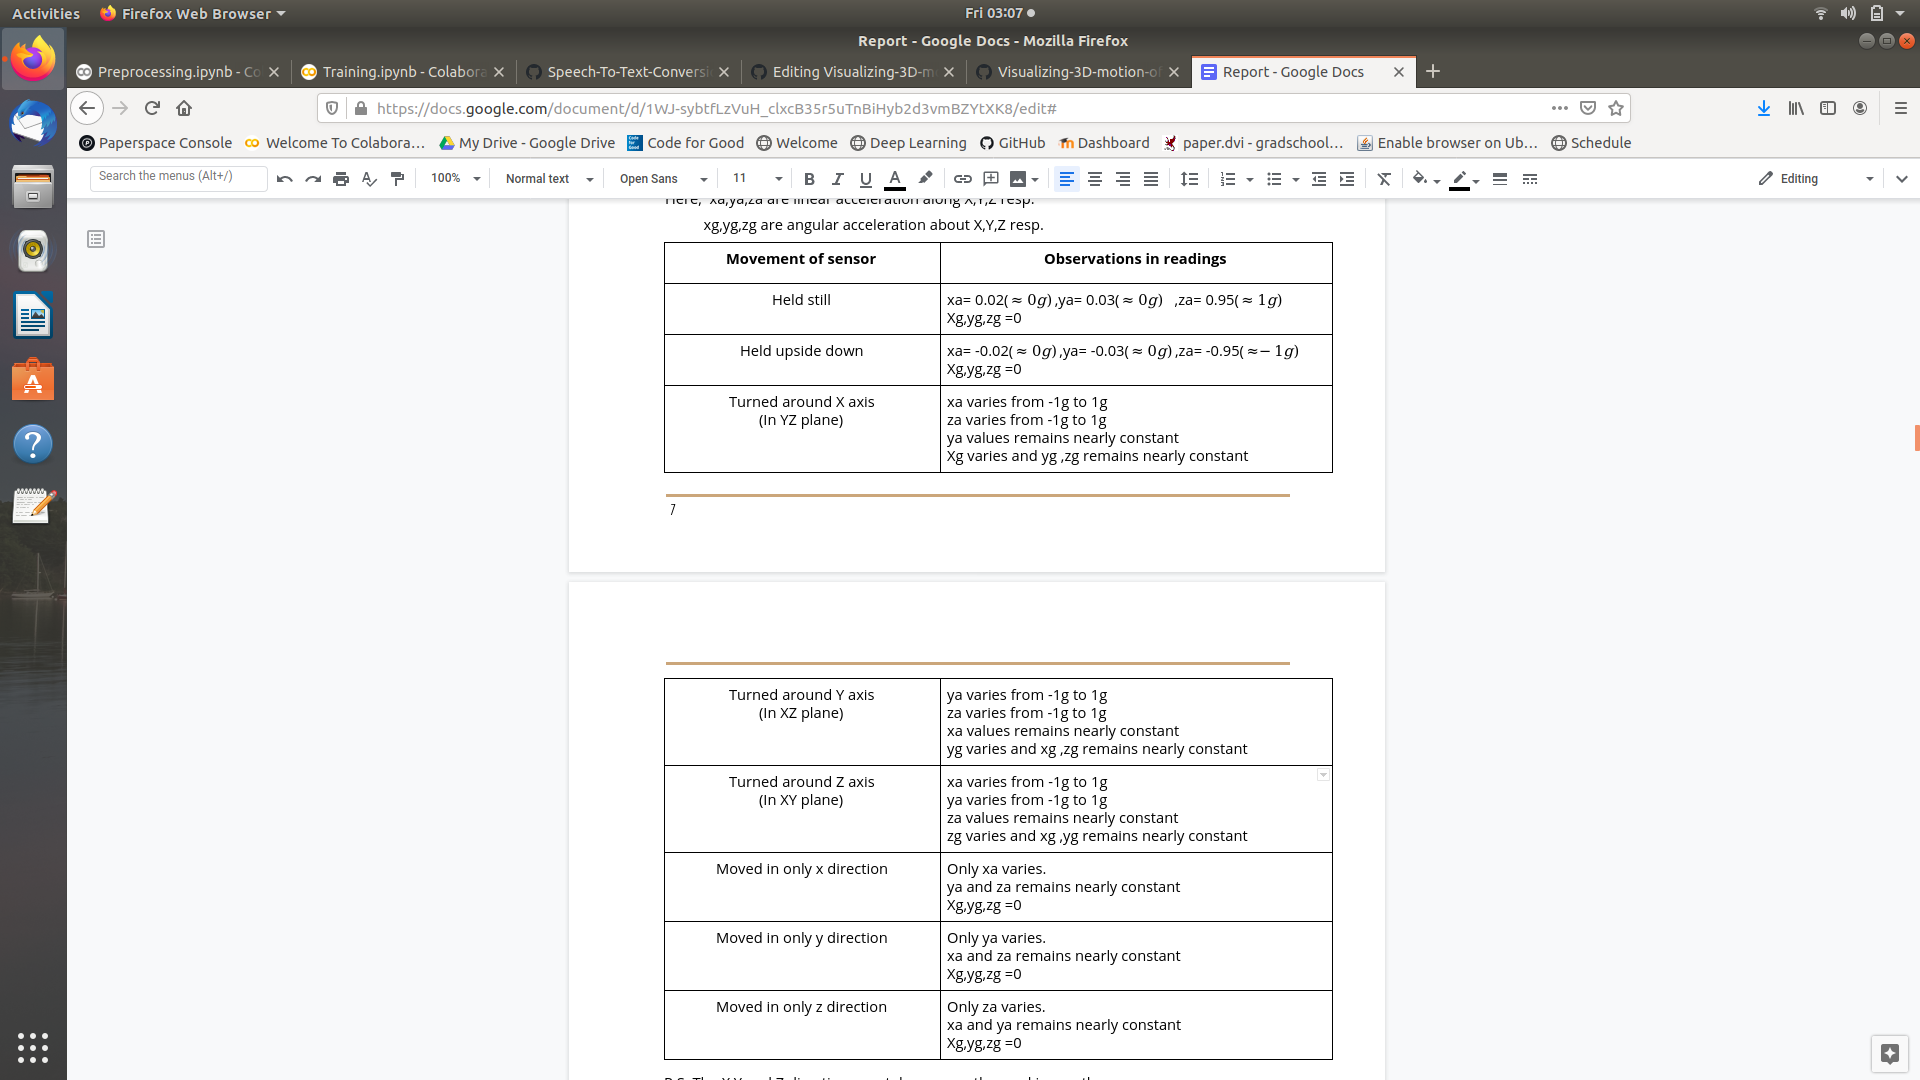 Activities Firefox Web Browser Fri 03:07
Report - Google Docs - Mozilla Firefox
Preprocessing.ipynb - Co Training.ipynb - Colabora Speech-To-Text-Conversi Editing Visualizing-3D-m Visualizing-3D-motion-o Report - Google Docs
https://docs.google.com/document/d/1WJ-sybtfLzVuH_clxcB35r5uTnBiHyb2d3vmBZYtXK8/edit#
Paperspace Console Welcome To Colabora… My Drive - Google Drive Code for Good Welcome Deep Learning GitHub Dashboard paper.dvi - gradschool… Enable browser on Ub… Schedule
Search the menus (Alt+/) 100% Normal text Open Sans 11 B I U A Editing
Here, xa,ya,za are linear acceleration along X,Y,Z resp.
xg,yg,zg are angular acceleration about X,Y,Z resp.
Movement of sensor Observations in readings
Held still
xa= 0.02(≈ 0g) ,ya= 0.03(≈ 0g) ,za= 0.95(≈ 1g)
Xg,yg,zg =0
Held upside down
xa= -0.02(≈ 0g) ,ya= -0.03(≈ 0g) ,za= -0.95(≈− 1g)
Xg,yg,zg =0
Turned around X axis
(In YZ plane)
xa varies from -1g to 1g
za varies from -1g to 1g
ya values remains nearly constant
Xg varies and yg ,zg remains nearly constant
7
Turned around Y axis
(In XZ plane)
ya varies from -1g to 1g
za varies from -1g to 1g
xa values remains nearly constant
yg varies and xg ,zg remains nearly constant
Turned around Z axis
(In XY plane)
xa varies from -1g to 1g
ya varies from -1g to 1g
za values remains nearly constant
zg varies and xg ,yg remains nearly constant
Moved in only x direction
Only xa varies.
ya and za remains nearly constant
Xg,yg,zg =0
Moved in only y direction
Only ya varies.
xa and za remains nearly constant
Xg,yg,zg =0
Moved in only z direction
Only za varies.
xa and ya remains nearly constant
Xg,yg,zg =0